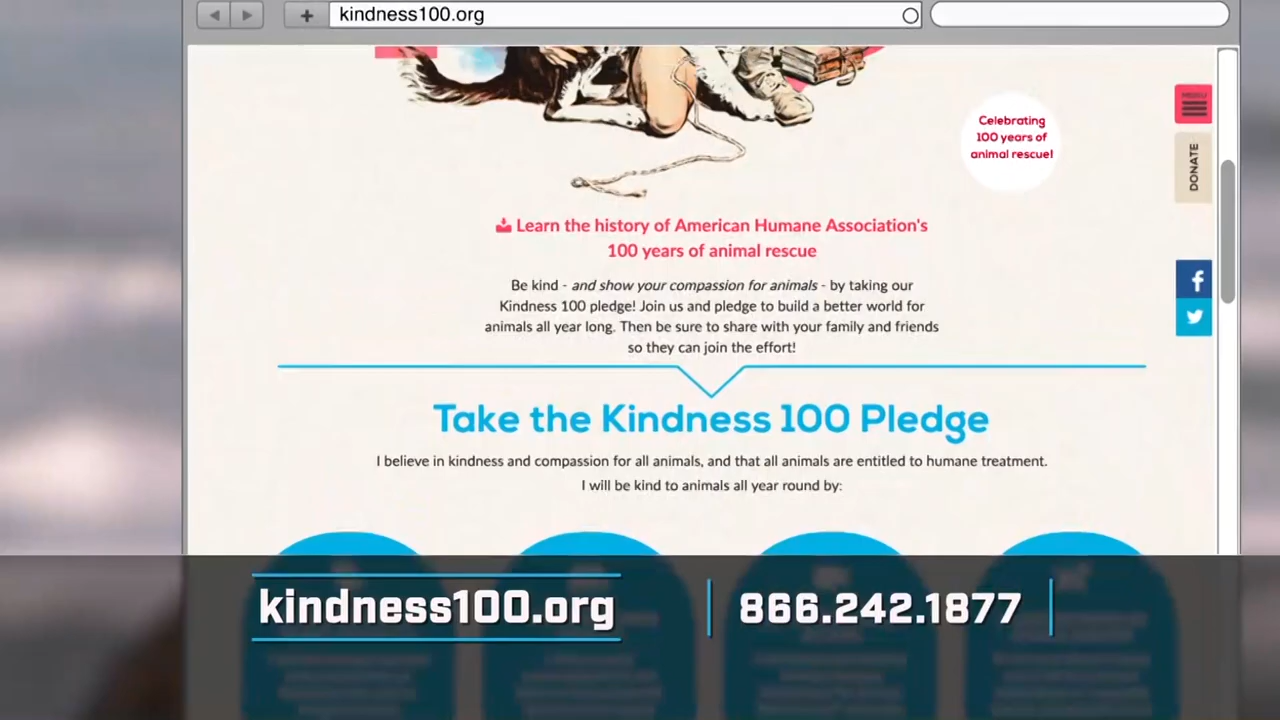 kindness100.org
MENU
Celebrating
100 years of
animal rescue!
DONATE
Learn the history of American Humane Association's
100 years of animal rescue
Be kind - and show your compassion for animals - by taking our
Kindness 100 pledge! Join us and pledge to build a better world for
animals all year long. Then be sure to share with your family and friends
so they can join the effort!
Take the Kindness 100 Pledge
I believe in kindness and compassion for all animals, and that all animals are entitled to humane treatment.
I will be kind to animals all year round by:
kindness100.org
866.242.1877